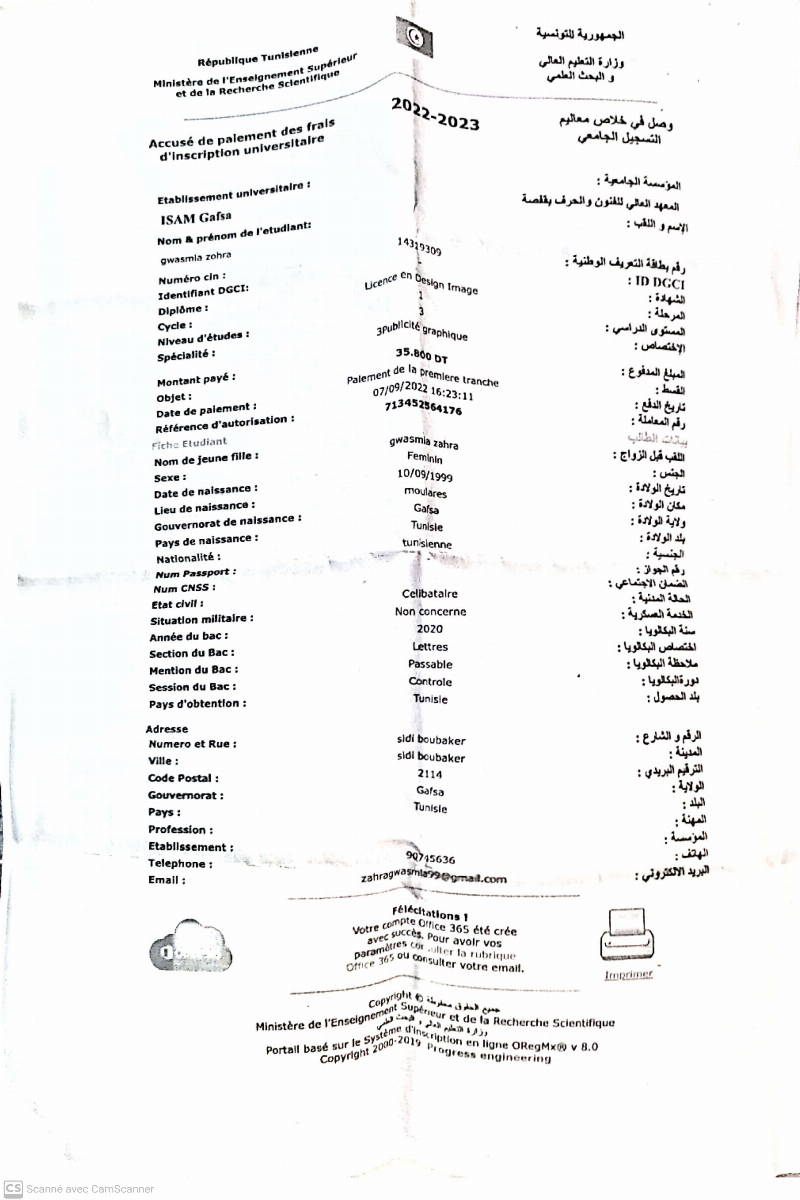 République Tunisienne
Ministère de l'Enseignement Supérieur
et de la Recherche Scientifique
الجمهورية التونسية
وزارة التعليم العالي
و البحث العلمي
2022-2023
Accusé de paiement des frais
d'inscription universitaire
وصل في خلاص معاليم
التسجيل الجامعي
Etablissement universitaire :
المؤسسة الجامعية :
ISAM Gafsa
المعهد العالي للفنون والحرف بقفصة
Nom & prénom de l'etudiant:
الإسم و اللقب :
gwasmia zohra
Numéro cin : 14319309 رقم بطاقة التعريف الوطنية :
Identifiant DGCI: ID DGCI :
Diplôme : Licence en Design Image الشهادة :
Cycle : 1 المرحلة :
Niveau d'études : 3 المستوى الدراسي :
Spécialité : 3Publicité graphique الإختصاص :
Montant payé : 35.800 DT المبلغ المدفوع :
Objet : Paiement de la premiere tranche القسط :
Date de paiement : 07/09/2022 16:23:11 تاريخ الدفع :
Référence d'autorisation : 713452564176 رقم المعاملة :
Fiche Etudiant بيانات الطالب
Nom de jeune fille : gwasmia zahra اللقب قبل الزواج :
Sexe : Feminin الجنس :
Date de naissance : 10/09/1999 تاريخ الولادة :
Lieu de naissance : moulares مكان الولادة :
Gouvernorat de naissance : Gafsa ولاية الولادة :
Pays de naissance : Tunisie بلد الولادة :
Nationalité : tunisienne الجنسية :
Num Passport : رقم الجواز :
Num CNSS : الضمان الاجتماعي :
Etat civil : Celibataire الحالة المدنية :
Situation militaire : Non concerne الخدمة العسكرية :
Année du bac : 2020 سنة البكالويا :
Section du Bac : Lettres اختصاص البكالويا :
Mention du Bac : Passable ملاحظة البكالويا :
Session du Bac : Controle دورة البكالويا :
Pays d'obtention : Tunisie بلد الحصول :
Adresse
Numero et Rue : sidi boubaker الرقم و الشارع :
Ville : sidi boubaker المدينة :
Code Postal : 2114 الترقيم البريدي :
Gouvernorat : Gafsa الولاية :
Pays : Tunisie البلد :
Profession : المهنة :
Etablissement : المؤسسة :
Telephone : 90745636 الهاتف :
Email : zahragwasmia99@gmail.com البريد الالكتروني :
Félécitations !
Votre compte Office 365 été crée
avec succès. Pour avoir vos
paramètres consulter la rubrique
Office 365 ou consulter votre email.
Imprimer
Copyright © جميع الحقوق محفوظة
Ministère de l'Enseignement Supérieur et de la Recherche Scientifique
وزارة التعليم العالي و البحث العلمي
Portail basé sur le Système d'inscription en ligne ORegMx® v 8.0
Copyright 2000-2019 Progress engineering
CS Scanné avec CamScanner